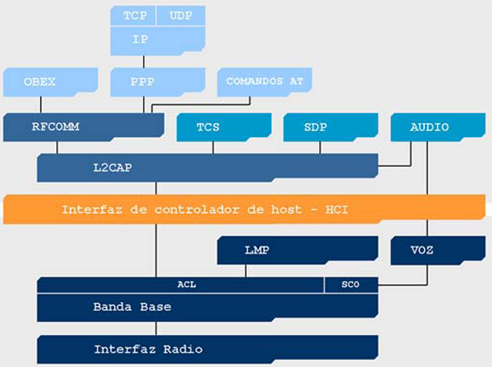 TCP UDP
IP
OBEX PPP COMANDOS AT
RFCOMM TCS SDP AUDIO
L2CAP
Interfaz de controlador de host - HCI
LMP VOZ
ACL SCO
Banda Base
Interfaz Radio